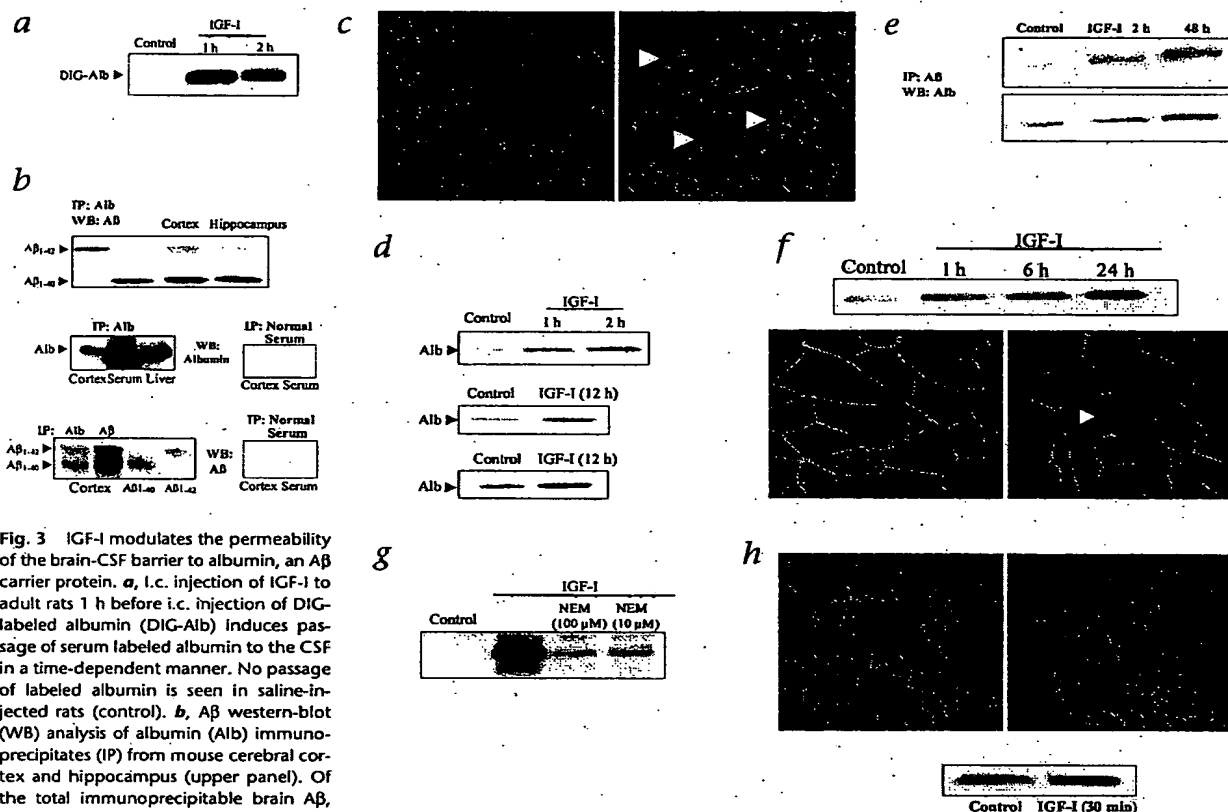 a
IGF-I
Control 1 h 2 h
DIG-Alb
b
IP: Alb
WB: Aβ
Cortex Hippocampus
Aβ1-42
Aβ1-40
IP: Alb
Alb
WB: Albumin
Cortex Serum Liver
IP: Normal Serum
Cortex Serum
IP: Alb Aβ
Aβ1-42
Aβ1-40
WB: Aβ
Cortex Aβ1-40 Aβ1-42
IP: Normal Serum
Cortex Serum
c
d
IGF-I
Control 1 h 2 h
Alb
Control IGF-I (12 h)
Alb
Control IGF-I (12 h)
Alb
e
Control IGF-I 2 h 48 h
IP: Aβ
WB: Alb
f
IGF-I
Control 1 h 6 h 24 h
g
IGF-I
Control NEM (100 μM) NEM (10 μM)
h
Control IGF-I (30 min)
Fig. 3 IGF-I modulates the permeability
of the brain-CSF barrier to albumin, an Aβ
carrier protein. a, I.c. injection of IGF-I to
adult rats 1 h before i.c. injection of DIG-
labeled albumin (DIG-Alb) induces pas-
sage of serum labeled albumin to the CSF
in a time-dependent manner. No passage
of labeled albumin is seen in saline-in-
jected rats (control). b, Aβ western-blot
(WB) analysis of albumin (Alb) immuno-
precipitates (IP) from mouse cerebral cor-
tex and hippocampus (upper panel). Of
the total immunoprecipitable brain Aβ,